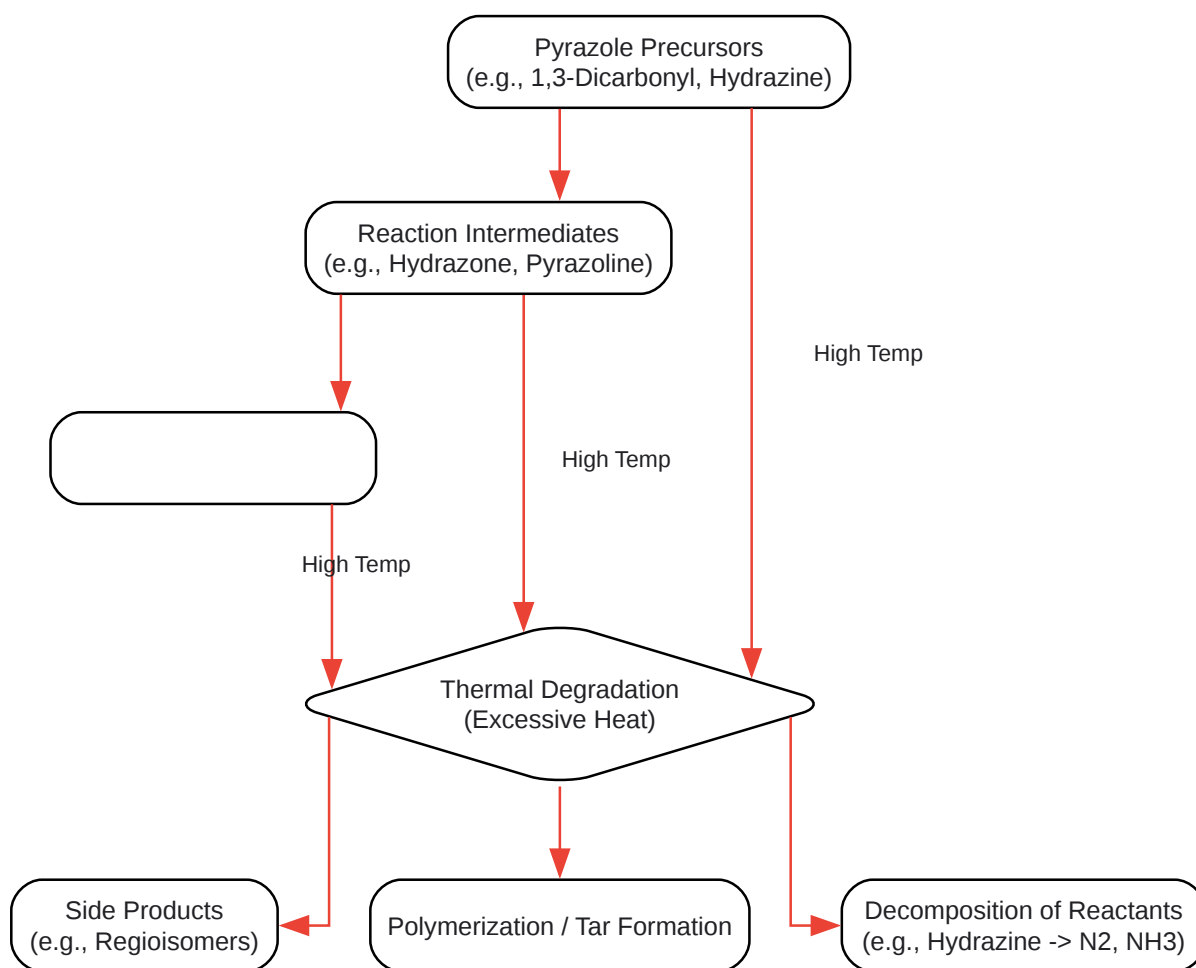 Pyrazole Precursors
(e.g., 1,3-Dicarbonyl, Hydrazine)
Reaction Intermediates
(e.g., Hydrazone, Pyrazoline)
High Temp
High Temp
High Temp
Thermal Degradation
(Excessive Heat)
Side Products
(e.g., Regioisomers)
Polymerization / Tar Formation
Decomposition of Reactants
(e.g., Hydrazine -> N2, NH3)